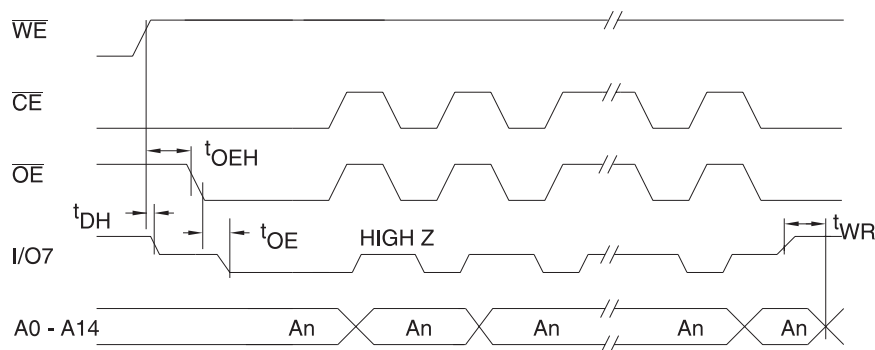 WE
CE
tOEH
OE
tDH
tOE
HIGH Z
tWR
I/O7
A0 - A14
An
An
An
An
An